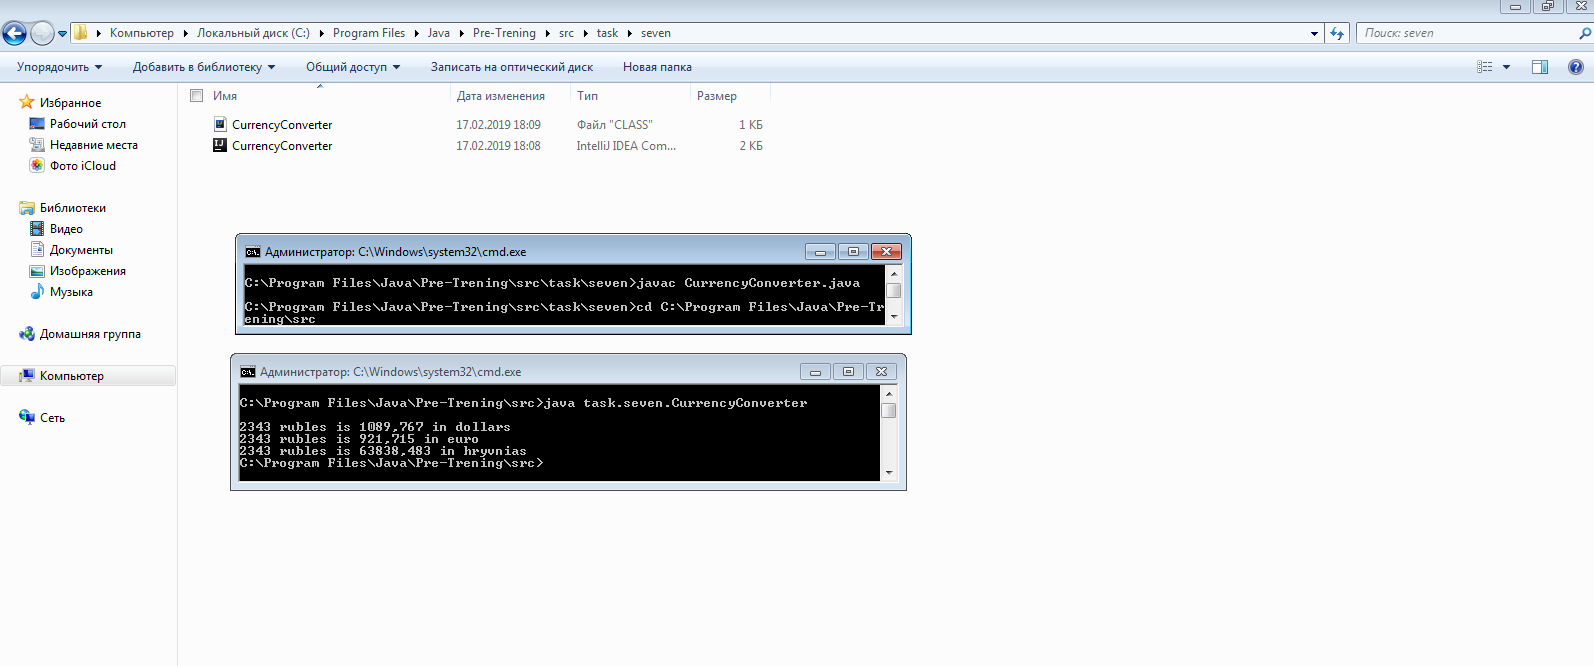 Компьютер Локальный диск (C:) Program Files Java Pre-Trening src task seven Поиск: seven
Упорядочить Добавить в библиотеку Общий доступ Записать на оптический диск Новая папка
Избранное
Рабочий стол
Недавние места
Фото iCloud
Библиотеки
Видео
Документы
Изображения
Музыка
Домашняя группа
Компьютер
Сеть
Имя Дата изменения Тип Размер
CurrencyConverter 17.02.2019 18:09 Файл "CLASS" 1 КБ
CurrencyConverter 17.02.2019 18:08 IntelliJ IDEA Com... 2 КБ
Администратор: C:\Windows\system32\cmd.exe
C:\Program Files\Java\Pre-Trening\src\task\seven>javac CurrencyConverter.java
C:\Program Files\Java\Pre-Trening\src\task\seven>cd C:\Program Files\Java\Pre-Tr
ening\src
Администратор: C:\Windows\system32\cmd.exe
C:\Program Files\Java\Pre-Trening\src>java task.seven.CurrencyConverter
2343 rubles is 1089,767 in dollars
2343 rubles is 921,715 in euro
2343 rubles is 63838,483 in hryvnias
C:\Program Files\Java\Pre-Trening\src>